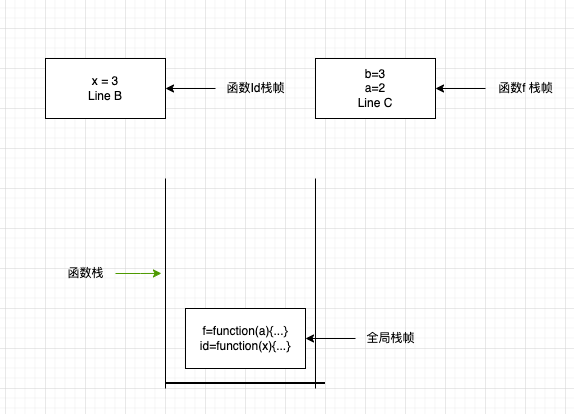 x = 3
Line B
函数Id栈帧
b=3
a=2
Line C
函数f 栈帧
函数栈
f=function(a){...}
id=function(x){...}
全局栈帧